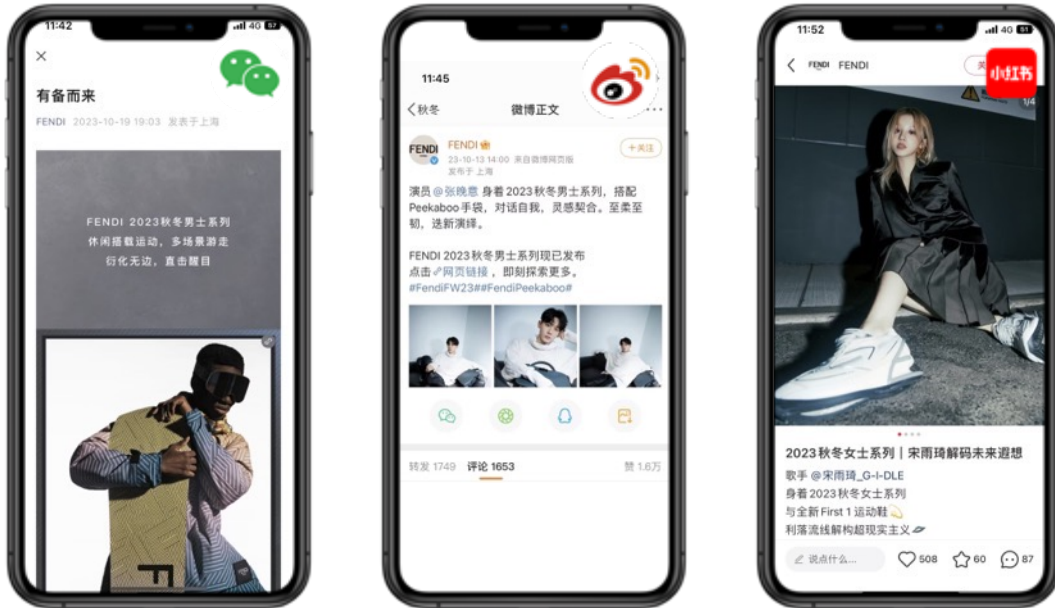 11:42
4G 57
有备而来
FENDI 2023-10-19 19:03 发表于上海
FENDI 2023秋冬男士系列
休闲搭载运动，多场景游走
衍化无边，直击醒目
F
11:45
秋冬
微博正文
FENDI
FENDI
+关注
23-10-13 14:00 来自微博网页版
发布于 上海
演员@张晚意 身着2023秋冬男士系列，搭配
Peekaboo手袋，对话自我，灵感契合。至柔至
韧，迭新演绎。
FENDI 2023秋冬男士系列现已发布
点击网页链接，即刻探索更多。
#FendiFW23##FendiPeekaboo#
转发 1749 评论 1653 赞 1.6万
11:52
4G
FENDI FENDI
关
小红书
1/4
2023秋冬女士系列｜宋雨琦解码未来遐想
歌手 @宋雨琦_G-I-DLE
身着2023秋冬女士系列
与全新First 1 运动鞋💫
利落流线解构超现实主义🪐
说点什么... 508 60 87